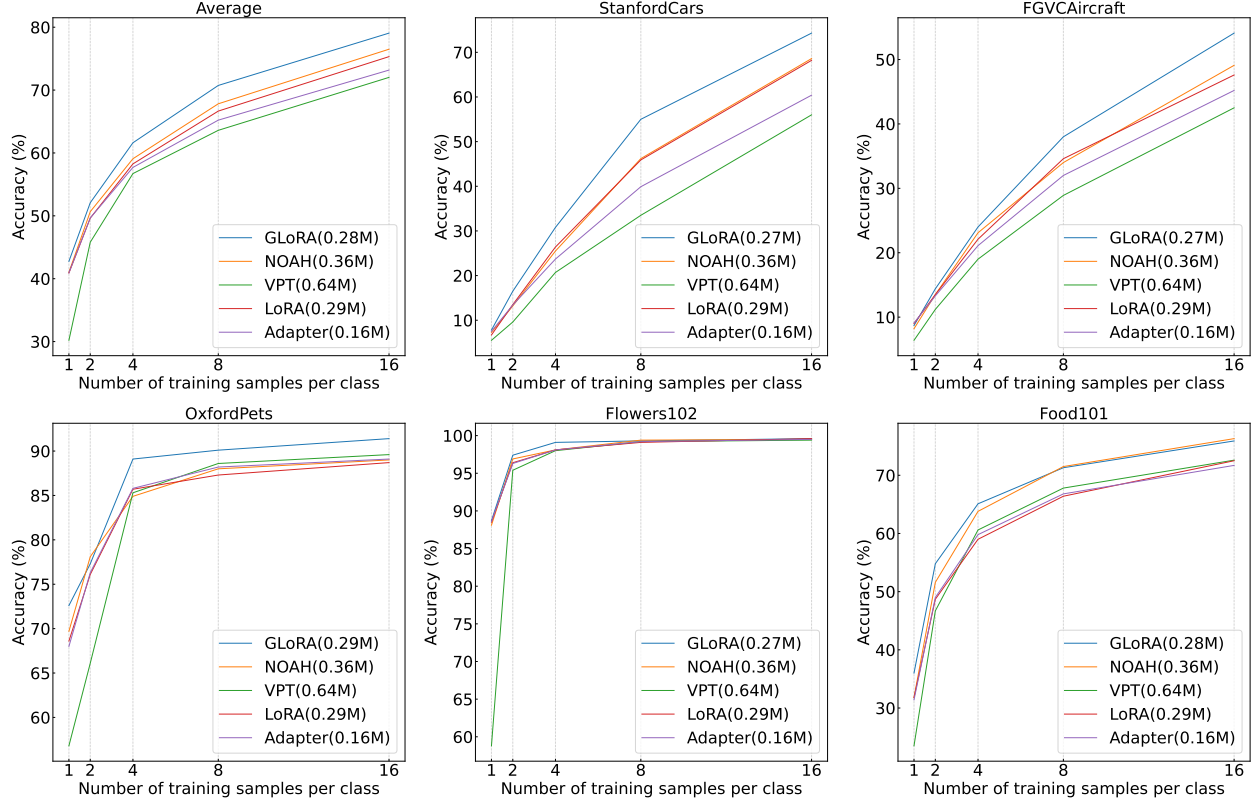 Average
80
70
60
50
40
30
Accuracy (%)
GLoRA(0.28M)
NOAH(0.36M)
VPT(0.64M)
LoRA(0.29M)
Adapter(0.16M)
1 2 4 8 16
Number of training samples per class
StanfordCars
70
60
50
40
30
20
10
Accuracy (%)
GLoRA(0.27M)
NOAH(0.36M)
VPT(0.64M)
LoRA(0.29M)
Adapter(0.16M)
1 2 4 8 16
Number of training samples per class
FGVCAircraft
50
40
30
20
10
Accuracy (%)
GLoRA(0.27M)
NOAH(0.36M)
VPT(0.64M)
LoRA(0.29M)
Adapter(0.16M)
1 2 4 8 16
Number of training samples per class
OxfordPets
90
85
80
75
70
65
60
Accuracy (%)
GLoRA(0.29M)
NOAH(0.36M)
VPT(0.64M)
LoRA(0.29M)
Adapter(0.16M)
1 2 4 8 16
Number of training samples per class
Flowers102
100
95
90
85
80
75
70
65
60
Accuracy (%)
GLoRA(0.27M)
NOAH(0.36M)
VPT(0.64M)
LoRA(0.29M)
Adapter(0.16M)
1 2 4 8 16
Number of training samples per class
Food101
70
60
50
40
30
Accuracy (%)
GLoRA(0.28M)
NOAH(0.36M)
VPT(0.64M)
LoRA(0.29M)
Adapter(0.16M)
1 2 4 8 16
Number of training samples per class